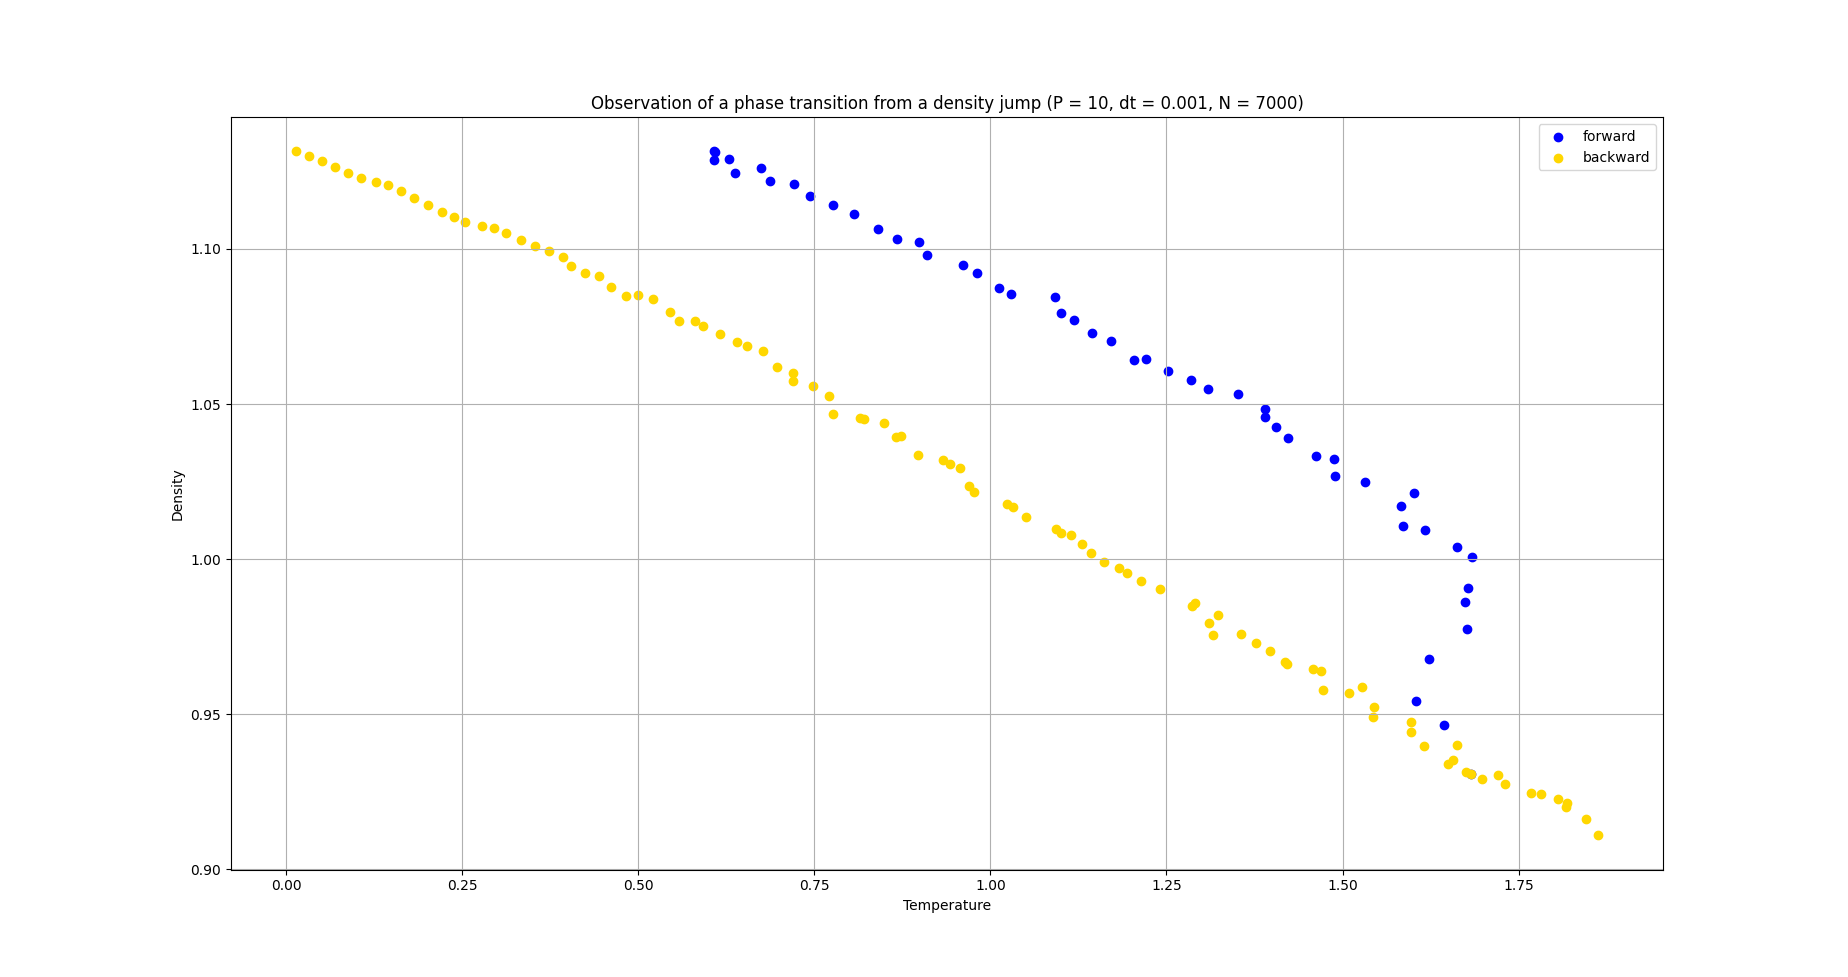 Observation of a phase transition from a density jump (P = 10, dt = 0.001, N = 7000)
forward
backward
Density
1.10
1.05
1.00
0.95
0.90
0.00 0.25 0.50 0.75 1.00 1.25 1.50 1.75
Temperature